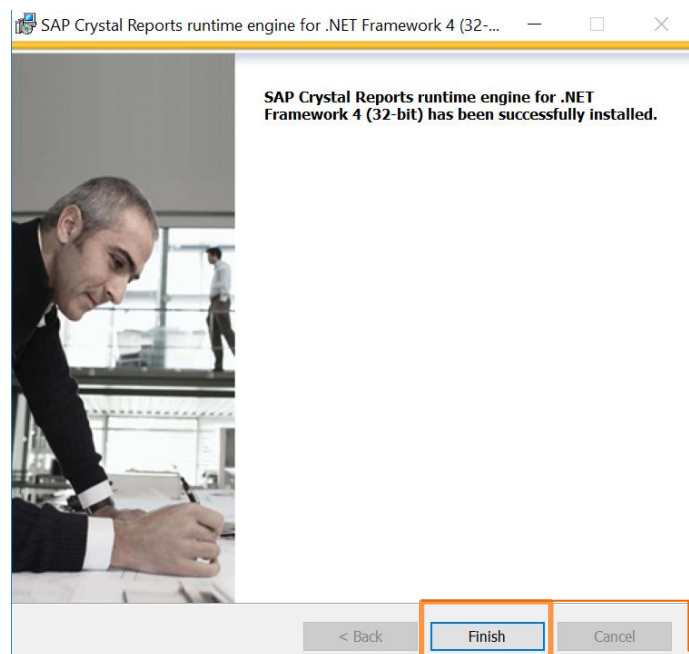 SAP Crystal Reports runtime engine for .NET Framework 4 (32-...
SAP Crystal Reports runtime engine for .NET
Framework 4 (32-bit) has been successfully installed.
< Back
Finish
Cancel